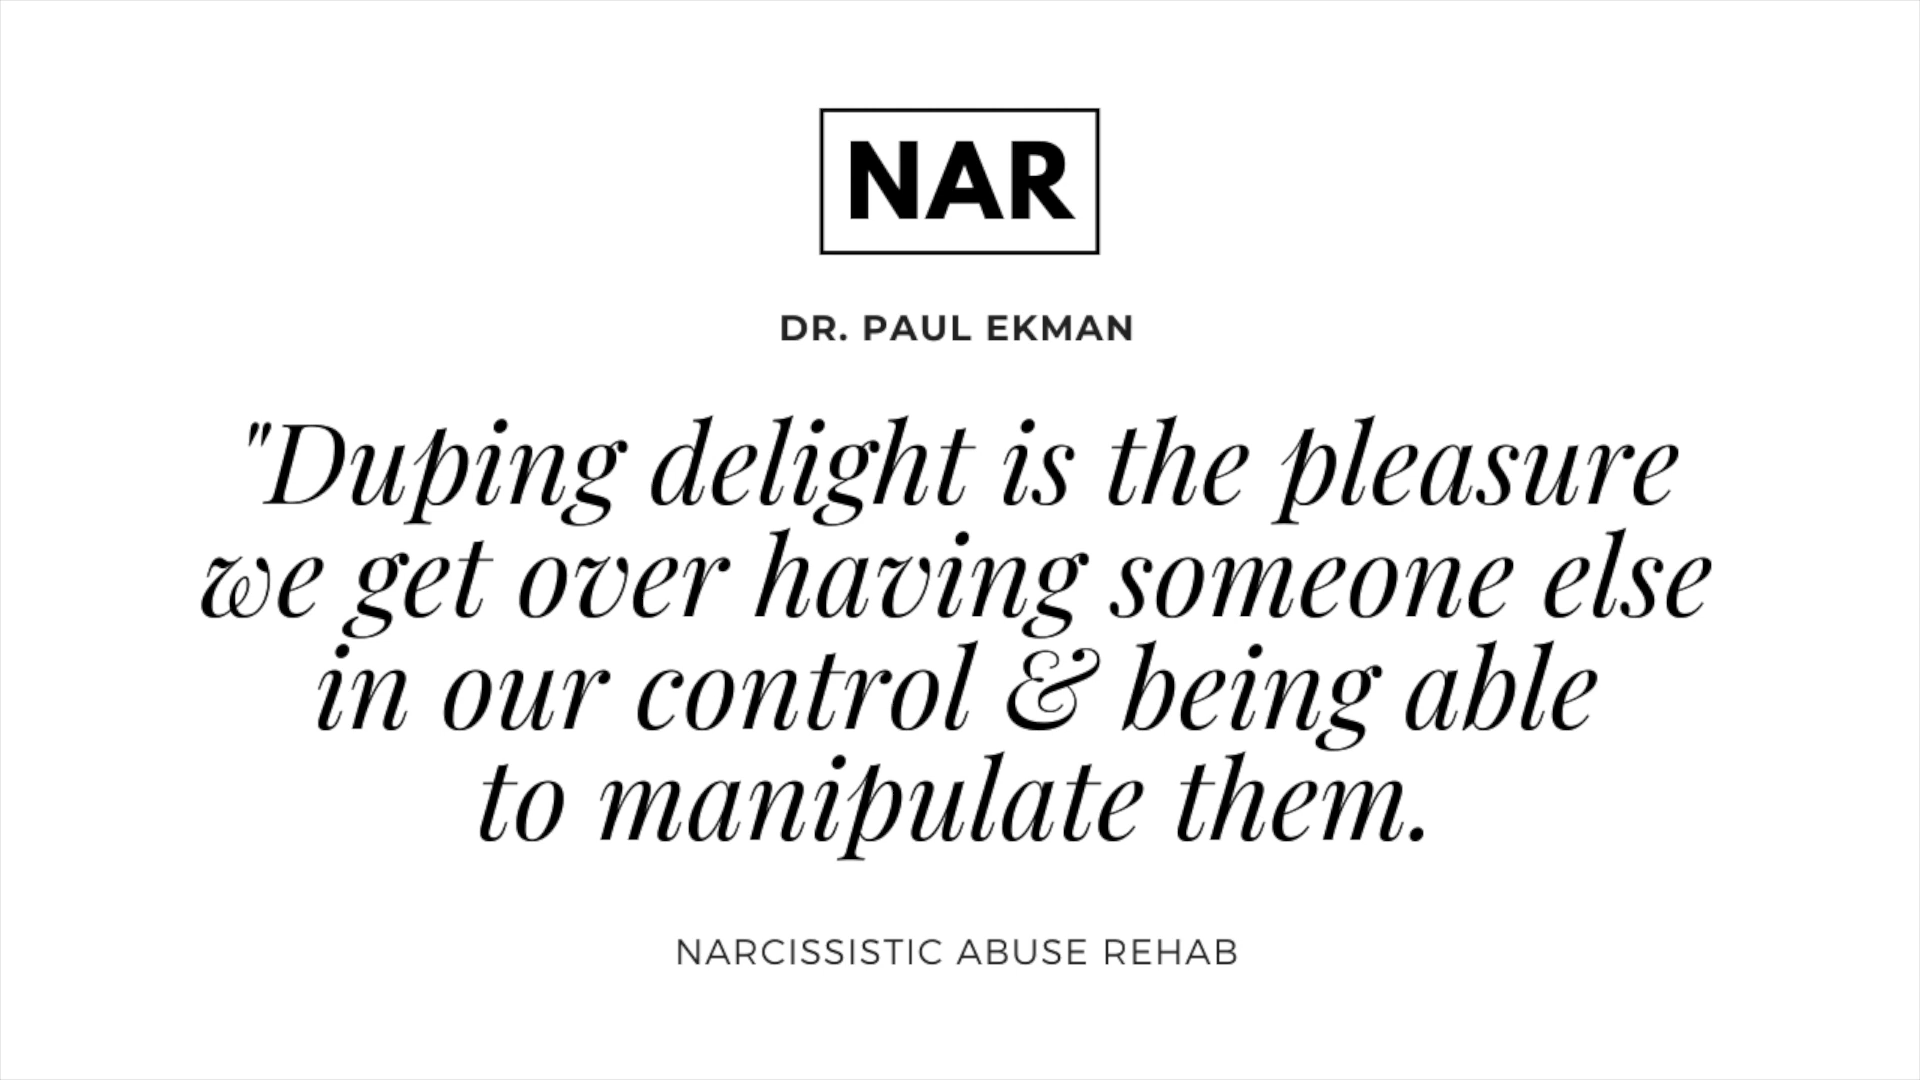 NAR
DR. PAUL EKMAN
"Duping delight is the pleasure
we get over having someone else
in our control & being able
to manipulate them.
NARCISSISTIC ABUSE REHAB